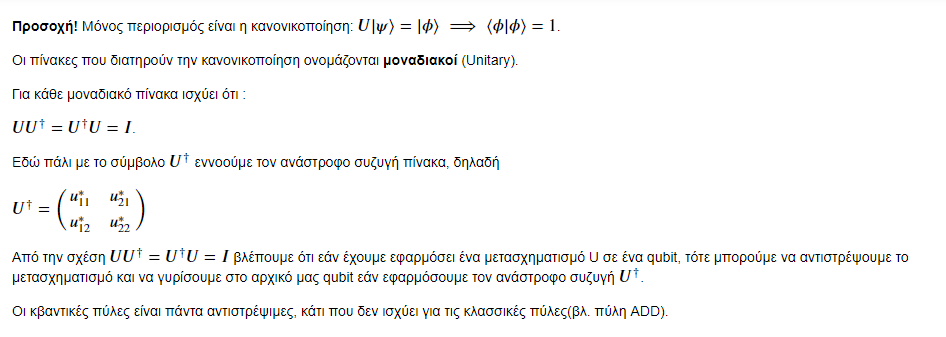 Προσοχή! Μόνος περιορισμός είναι η κανονικοποίηση: U|ψ⟩ = |ϕ⟩ ⟹ ⟨ϕ|ϕ⟩ = 1.
Οι πίνακες που διατηρούν την κανονικοποίηση ονομάζονται μοναδιακοί (Unitary).
Για κάθε μοναδιακό πίνακα ισχύει ότι :
UU† = U†U = I.
Εδώ πάλι με το σύμβολο U† εννοούμε τον ανάστροφο συζυγή πίνακα, δηλαδή
U† = ( u*11 u*21
u*12 u*22 )
Από την σχέση UU† = U†U = I βλέπουμε ότι εάν έχουμε εφαρμόσει ένα μετασχηματισμό U σε ένα qubit, τότε μπορούμε να αντιστρέψουμε το
μετασχηματισμό και να γυρίσουμε στο αρχικό μας qubit εάν εφαρμόσουμε τον ανάστροφο συζυγή U†.
Οι κβαντικές πύλες είναι πάντα αντιστρέψιμες, κάτι που δεν ισχύει για τις κλασσικές πύλες(βλ. πύλη ADD).